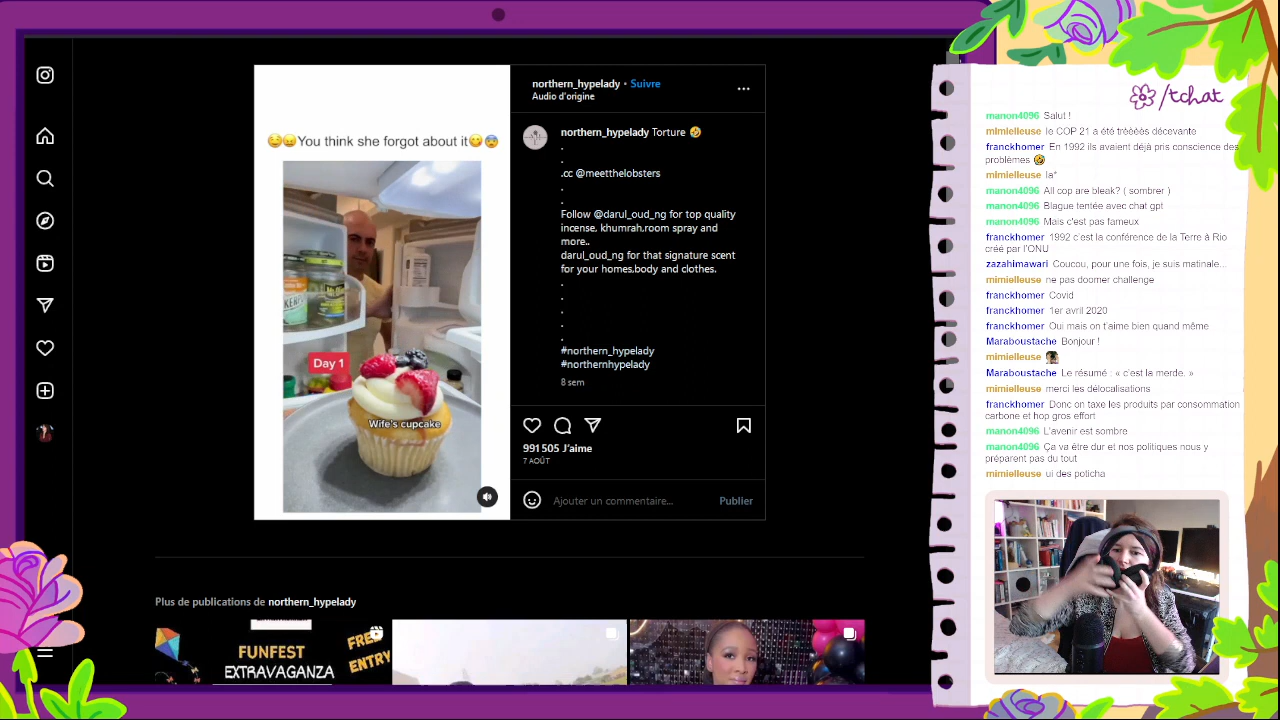 northern_hypelady • Suivre
Audio d'origine
😏😖You think she forgot about it😋😨
northern_hypelady Torture 🤣
.
.
.cc @meetthelobsters
.
.
Follow @darul_oud_ng for top quality
incense, khumrah,room spray and
more..
darul_oud_ng for that signature scent
for your homes,body and clothes.
.
.
.
.
.
#northern_hypelady
#northernhypelady
8 sem
Day 1
Wife's cupcake
991 505 J'aime
7 AOÛT
Ajouter un commentaire...
Publier
Plus de publications de northern_hypelady
FUNFEST
EXTRAVAGANZA
FREE
ENTRY
/tchat
manon4096 Salut !
mimielleuse le COP 21 a été trèèèès décevante
franckhomer En 1992 ils avaient déjà pris conscience des
problèmes 🤣
mimielleuse la*
manon4096 All cop are bleak? ( sombrer )
manon4096 Blague tentée avec chat gpt
manon4096 Mais c'est pas fameux
franckhomer 1992 c'est la conférence de la Terre à Rio
créé par l'ONU
zazahimawari Coucou, pour une fois, je suis matinale...
mimielleuse ne pas doomer challenge
franckhomer Covid
franckhomer 1er avril 2020
franckhomer Oui mais on t'aime bien quand même
Maraboustache Bonjour !
mimielleuse
Maraboustache Le résumé : « c'est la merde. »
mimielleuse merci les délocalisations
franckhomer Donc on taxe les produits par consommation
carbone et hop gros effort
manon4096 L'avenir est sombre
manon4096 Ça va être dur et nos politiques nous y
préparent pas du tout
mimielleuse ui des poticha